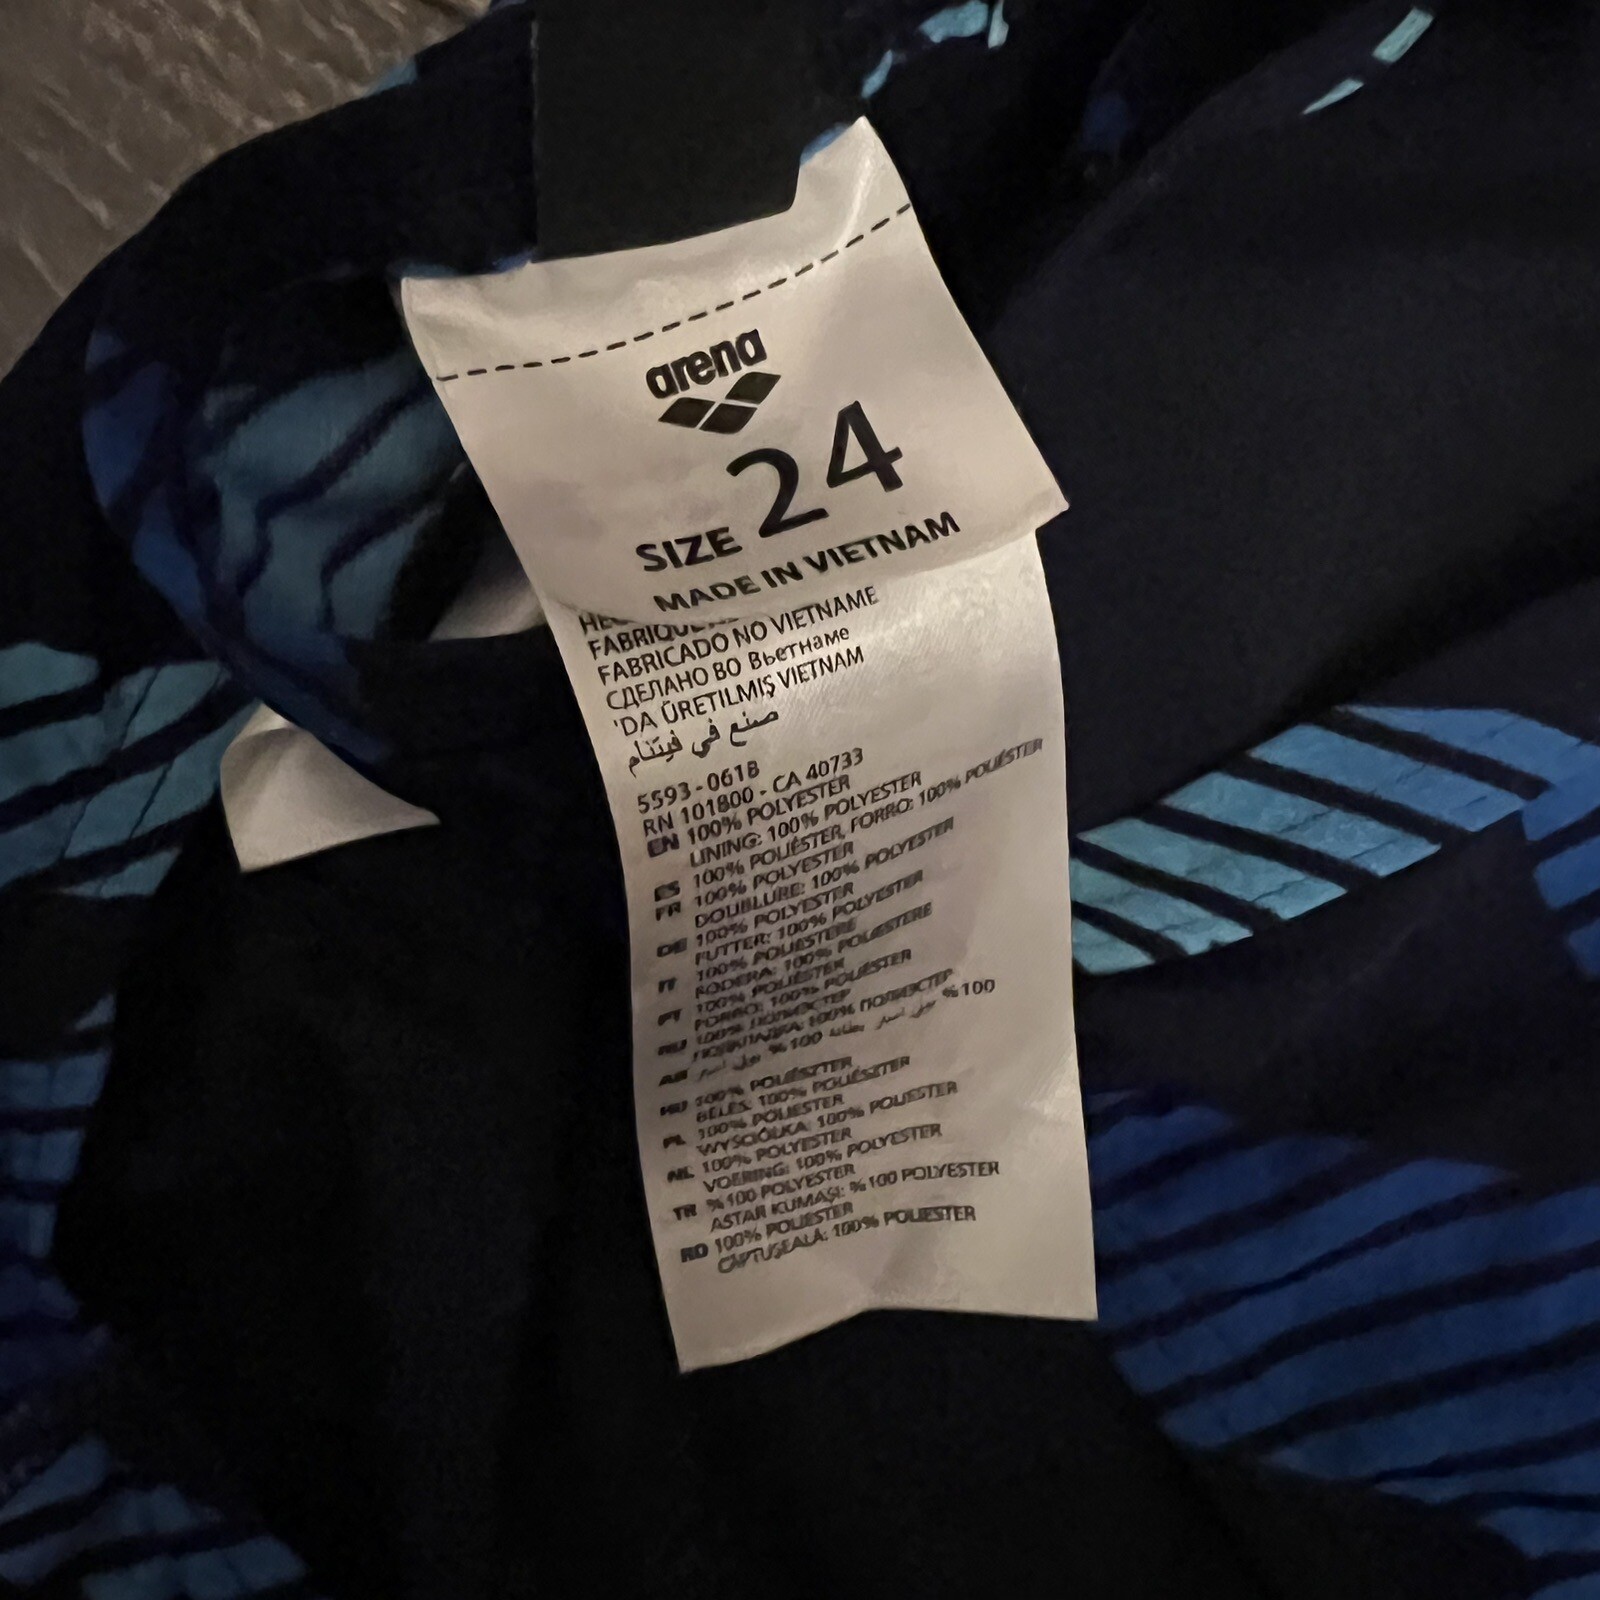 arena
SIZE 24
MADE IN VIETNAM
FABRICADO NO VIETNAME
СДЕЛАНО ВО Вьетнаме
'DA ÜRETILMIŞ VIETNAM
صنع في فيتنام
5593-0618
RN 101800 - CA 40733
EN 100% POLYESTER
LINING: 100% POLYESTER
ES 100% POLIÉSTER, FORRO: 100% POLIÉSTER
FR 100% POLYESTER
DOUBLURE: 100% POLYESTER
DE 100% POLYESTER
FUTTER: 100% POLYESTER
IT 100% POLIESTERE
FODERA: 100% POLIESTERE
PT 100% POLIÉSTER
FORRO: 100% POLIÉSTER
RU 100% ПОЛИЭСТЕР
ПОДКЛАДКА: 100% ПОЛИЭСТЕР
%100 %100
HU 100% POLIÉSZTER
BÉLÉS: 100% POLIÉSZTER
PL 100% POLIESTER
WYŚCIÓŁKA: 100% POLIESTER
NL 100% POLYESTER
VOERING: 100% POLYESTER
TR %100 POLYESTER
ASTAR KUMAŞI: %100 POLYESTER
RO 100% POLIESTER
CĂPTUŞEALĂ: 100% POLIESTER